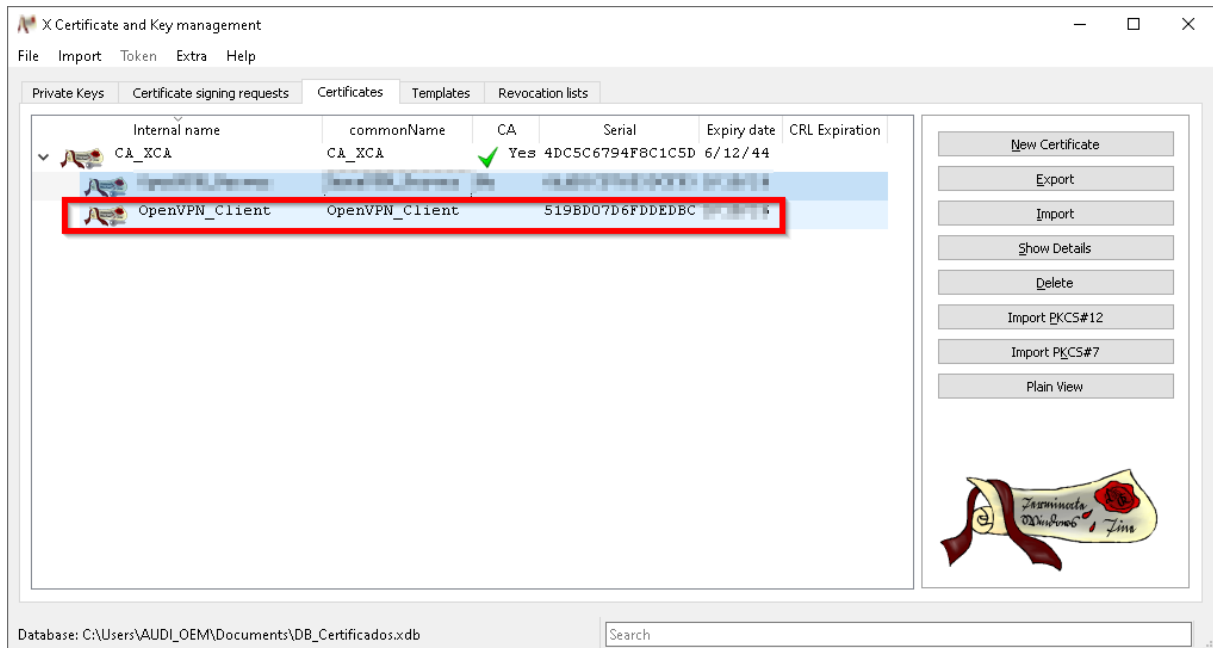 X Certificate and Key management
File Import Token Extra Help
Private Keys Certificate signing requests Certificates Templates Revocation lists
Internal name commonName CA Serial Expiry date CRL Expiration
CA_XCA CA_XCA Yes 4DC5C6794F8C1C5D 6/12/44
OpenVPN_Client OpenVPN_Client 519BD07D6FDDEDBC
New Certificate
Export
Import
Show Details
Delete
Import PKCS#12
Import PKCS#7
Plain View
Database: C:\Users\AUDI_OEM\Documents\DB_Certificados.xdb
Search